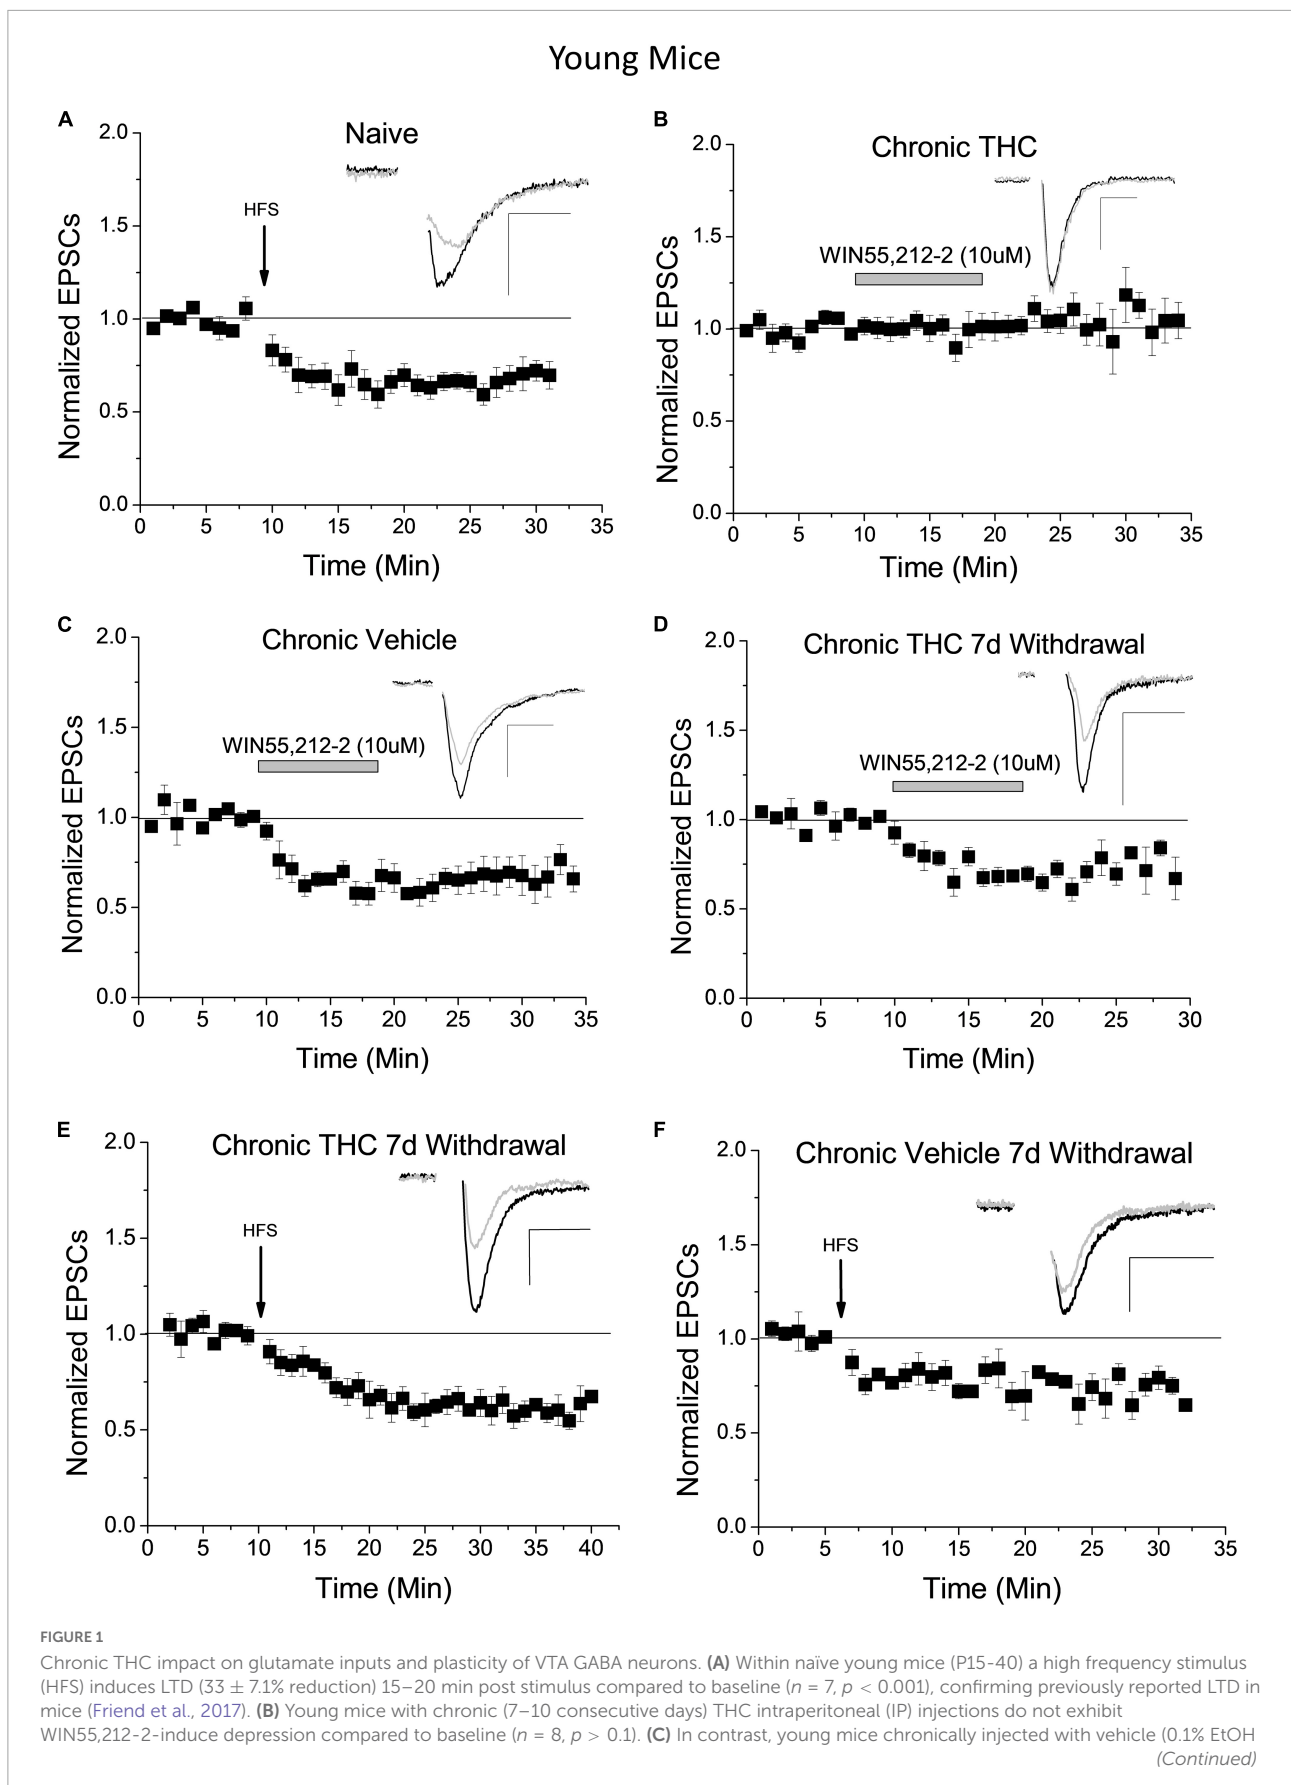 Young Mice
A
Naive
2.0
1.5
1.0
0.5
0.0
HFS
Normalized EPSCs
0 5 10 15 20 25 30 35
Time (Min)
B
Chronic THC
2.0
1.5
1.0
0.5
0.0
WIN55,212-2 (10uM)
Normalized EPSCs
0 5 10 15 20 25 30 35
Time (Min)
C
Chronic Vehicle
2.0
1.5
1.0
0.5
0.0
WIN55,212-2 (10uM)
Normalized EPSCs
0 5 10 15 20 25 30 35
Time (Min)
D
Chronic THC 7d Withdrawal
2.0
1.5
1.0
0.5
0.0
WIN55,212-2 (10uM)
Normalized EPSCs
0 5 10 15 20 25 30
Time (Min)
E
Chronic THC 7d Withdrawal
2.0
1.5
1.0
0.5
0.0
HFS
Normalized EPSCs
0 5 10 15 20 25 30 35 40
Time (Min)
F
Chronic Vehicle 7d Withdrawal
2.0
1.5
1.0
0.5
0.0
HFS
Normalized EPSCs
0 5 10 15 20 25 30 35
Time (Min)
FIGURE 1
Chronic THC impact on glutamate inputs and plasticity of VTA GABA neurons. (A) Within naïve young mice (P15-40) a high frequency stimulus
(HFS) induces LTD (33 ± 7.1% reduction) 15–20 min post stimulus compared to baseline (n = 7, p < 0.001), confirming previously reported LTD in
mice (Friend et al., 2017). (B) Young mice with chronic (7–10 consecutive days) THC intraperitoneal (IP) injections do not exhibit
WIN55,212-2-induce depression compared to baseline (n = 8, p > 0.1). (C) In contrast, young mice chronically injected with vehicle (0.1% EtOH
(Continued)